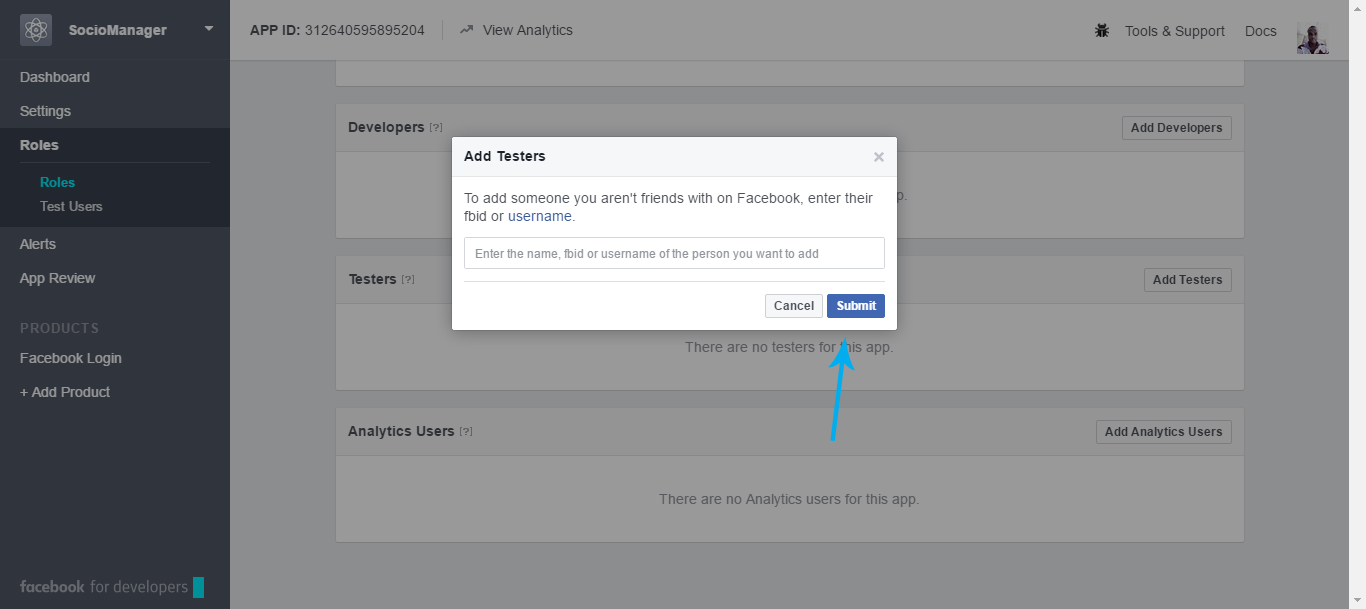 SocioManager
APP ID: 312640595895204
View Analytics
Tools & Support
Docs
Dashboard
Settings
Roles
Roles
Test Users
Alerts
App Review
PRODUCTS
Facebook Login
+ Add Product
facebook for developers
Developers [?]
Add Developers
p.
Add Testers
×
To add someone you aren't friends with on Facebook, enter their
fbid or username.
Enter the name, fbid or username of the person you want to add
Cancel
Submit
Testers [?]
Add Testers
There are no testers for this app.
Analytics Users [?]
Add Analytics Users
There are no Analytics users for this app.